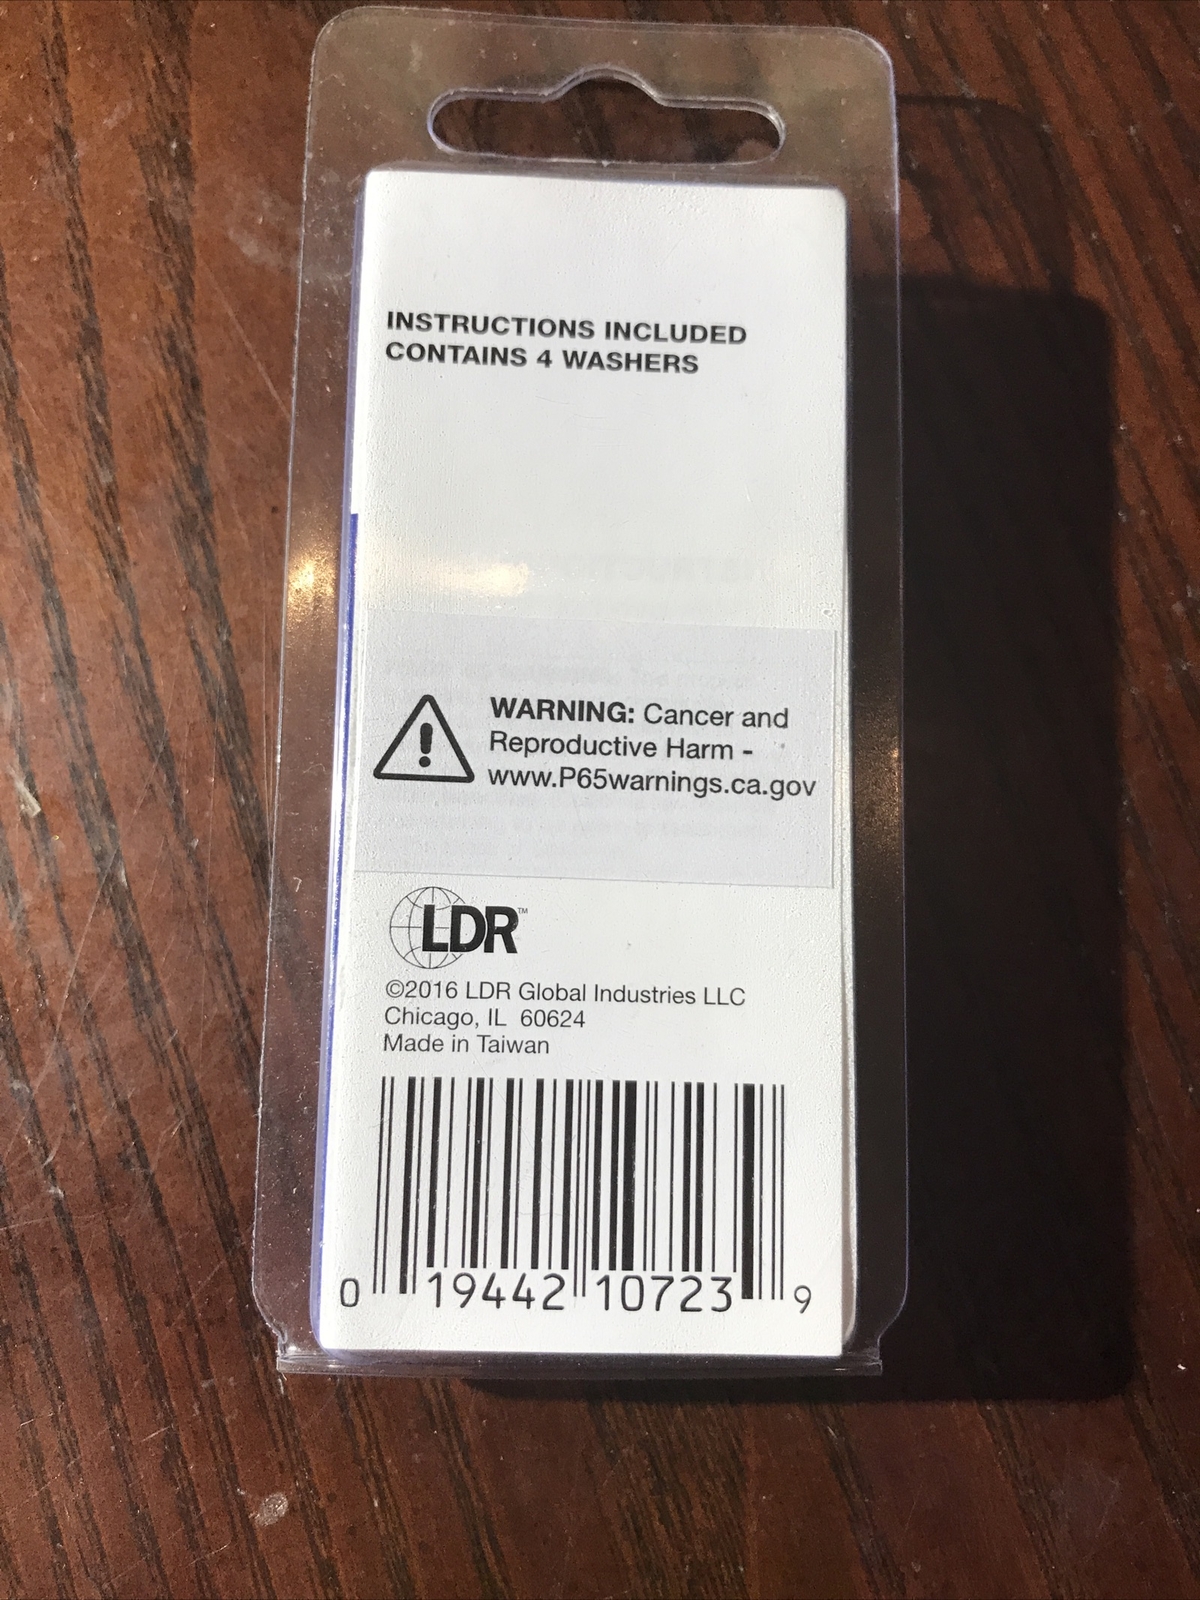 INSTRUCTIONS INCLUDED
CONTAINS 4 WASHERS
WARNING: Cancer and
Reproductive Harm -
www.P65warnings.ca.gov
LDR™
©2016 LDR Global Industries LLC
Chicago, IL 60624
Made in Taiwan
0 19442 10723 9